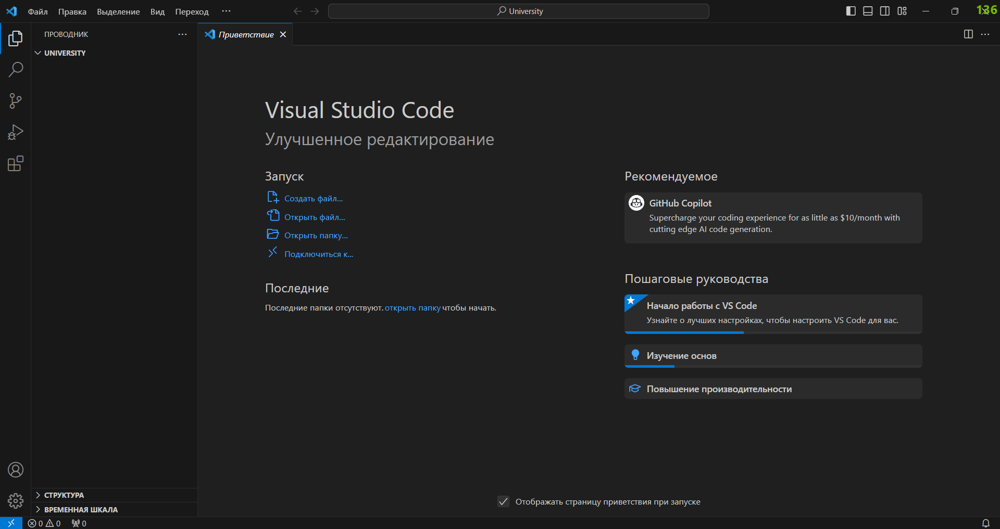 Файл Правка Выделение Вид Переход ···
University
136
ПРОВОДНИК
Приветствие
UNIVERSITY
Visual Studio Code
Улучшенное редактирование
Запуск
Создать файл...
Открыть файл...
Открыть папку...
Подключиться к...
Последние
Последние папки отсутствуют. открыть папку чтобы начать.
Рекомендуемое
GitHub Copilot
Supercharge your coding experience for as little as $10/month with
cutting edge AI code generation.
Пошаговые руководства
Начало работы с VS Code
Узнайте о лучших настройках, чтобы настроить VS Code для вас.
Изучение основ
Повышение производительности
СТРУКТУРА
ВРЕМЕННАЯ ШКАЛА
Отображать страницу приветствия при запуске
0 0 0